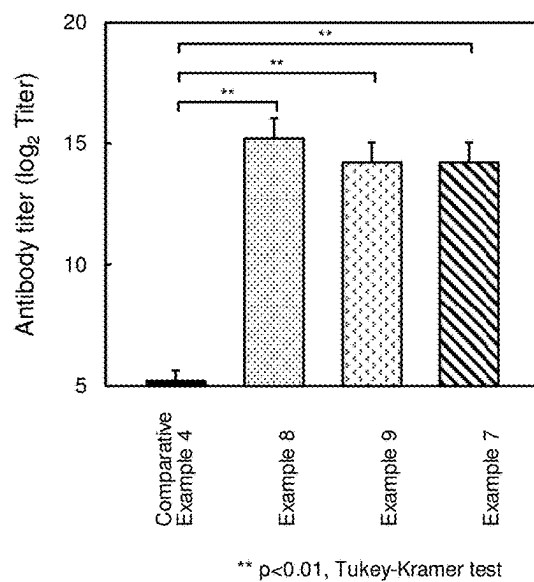 20
15
10
5
Antibody titer (log₂ Titer)
**
**
**
Comparative
Example 4
Example 8
Example 9
Example 7
** p<0.01, Tukey-Kramer test